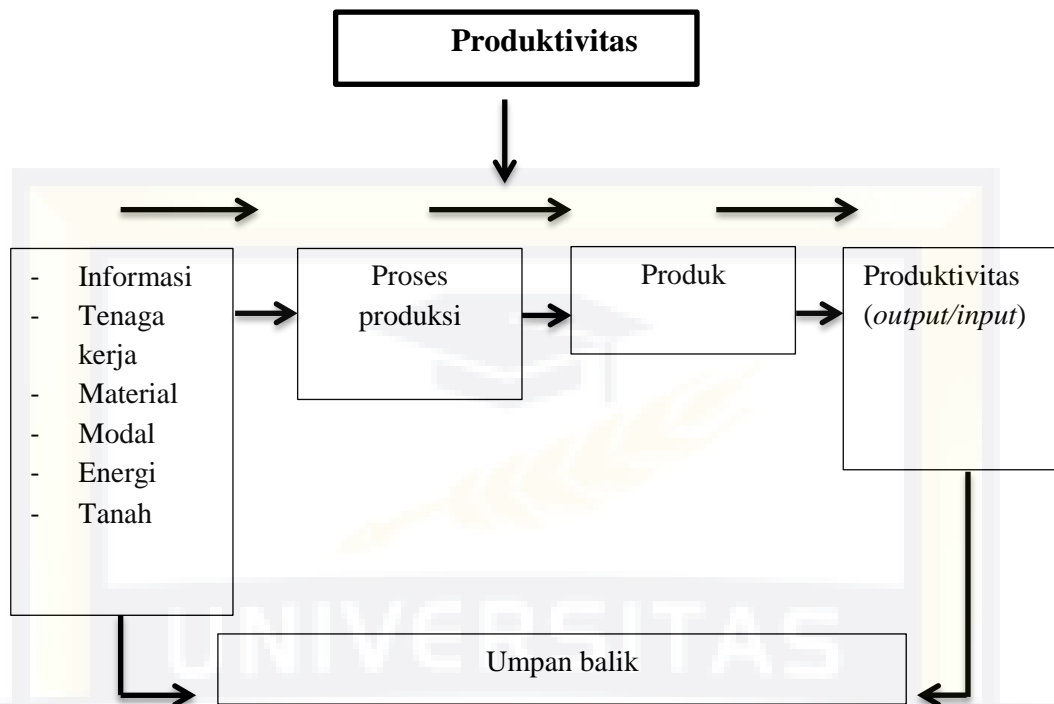 Produktivitas
- Informasi
- Tenaga
kerja
- Material
- Modal
- Energi
- Tanah
Proses
produksi
Produk
Produktivitas
(output/input)
Umpan balik
UNIVERSITAS